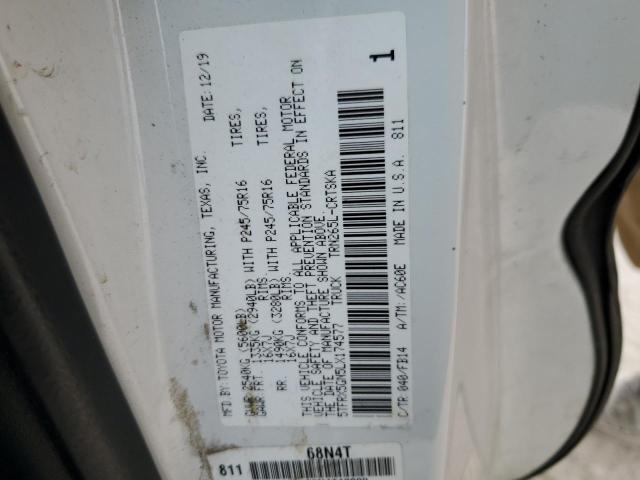 MFD.BY: TOYOTA MOTOR MANUFACTURING, TEXAS, INC. DATE: 12/19
GVWR 2540KG (5600LB)
GAWR FRT. 1335KG (2940LB) WITH P245/75R16 TIRES,
16X7J RIMS
RR. 1490KG (3280LB) WITH P245/75R16 TIRES,
16X7J RIMS
THIS VEHICLE CONFORMS TO ALL APPLICABLE FEDERAL MOTOR
VEHICLE SAFETY AND THEFT PREVENTION STANDARDS IN EFFECT ON
THE DATE OF MANUFACTURE SHOWN ABOVE.
5TFRX5GN5LX174577 TRUCK TRN265L-CRTSKA
C/TR: 040/FB14 A/TM: /AC60E MADE IN U.S.A. 811
1
68N4T
811